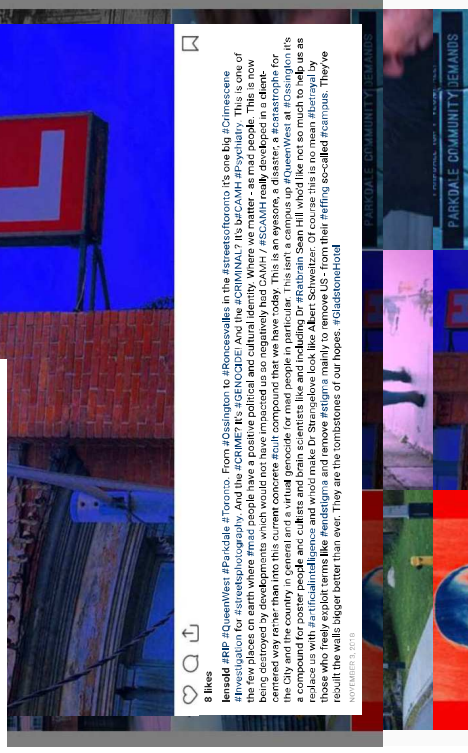 8 likes
lensold #RIP #QueenWest #Parkdale #Toronto. From #Ossington to #Roncesvalles in the #streetsoftoronto it's one big #Crimescene
#Investigation for #streetsphotography. And the #CRIME? It's #GENOCIDE! And the #CRIMINAL? It's b#CAMH #Psychiatry. This is one of
the few places on earth where #mad people have a positive political and cultural identity. Where we matter - as mad people. This is now
being destroyed by developments which would not have impacted us so negatively had CAMH / #SCAMH really developed in a client-
centered way rather than into this current concrete #cult compound that we have today. This is an eyesore, a disaster, a #catastrophe for
the City and the country in general and a virtual genocide for mad people in particular. This isn't a campus up #QueenWest at #Ossington it's
a compound for poster people and cultists and brain scientists like and including Dr #Ratbrain Sean Hill who'd like not so much to help us as
replace us with #artificialintelligence and who'd make Dr Strangelove look like Albert Schweitzer. Of course this is no mean #betrayal by
those who freely exploit terms like #endstigma and remove #stigma mainly to remove US - from their #effing so-called #campus. They've
rebuilt the walls bigger better than ever. They are the tombstones of our hopes. #GladstoneHotel
NOVEMBER 3, 2018
PARKDALE COMMUNITY DEMANDS
PARKDALE COMMUNITY DEMANDS